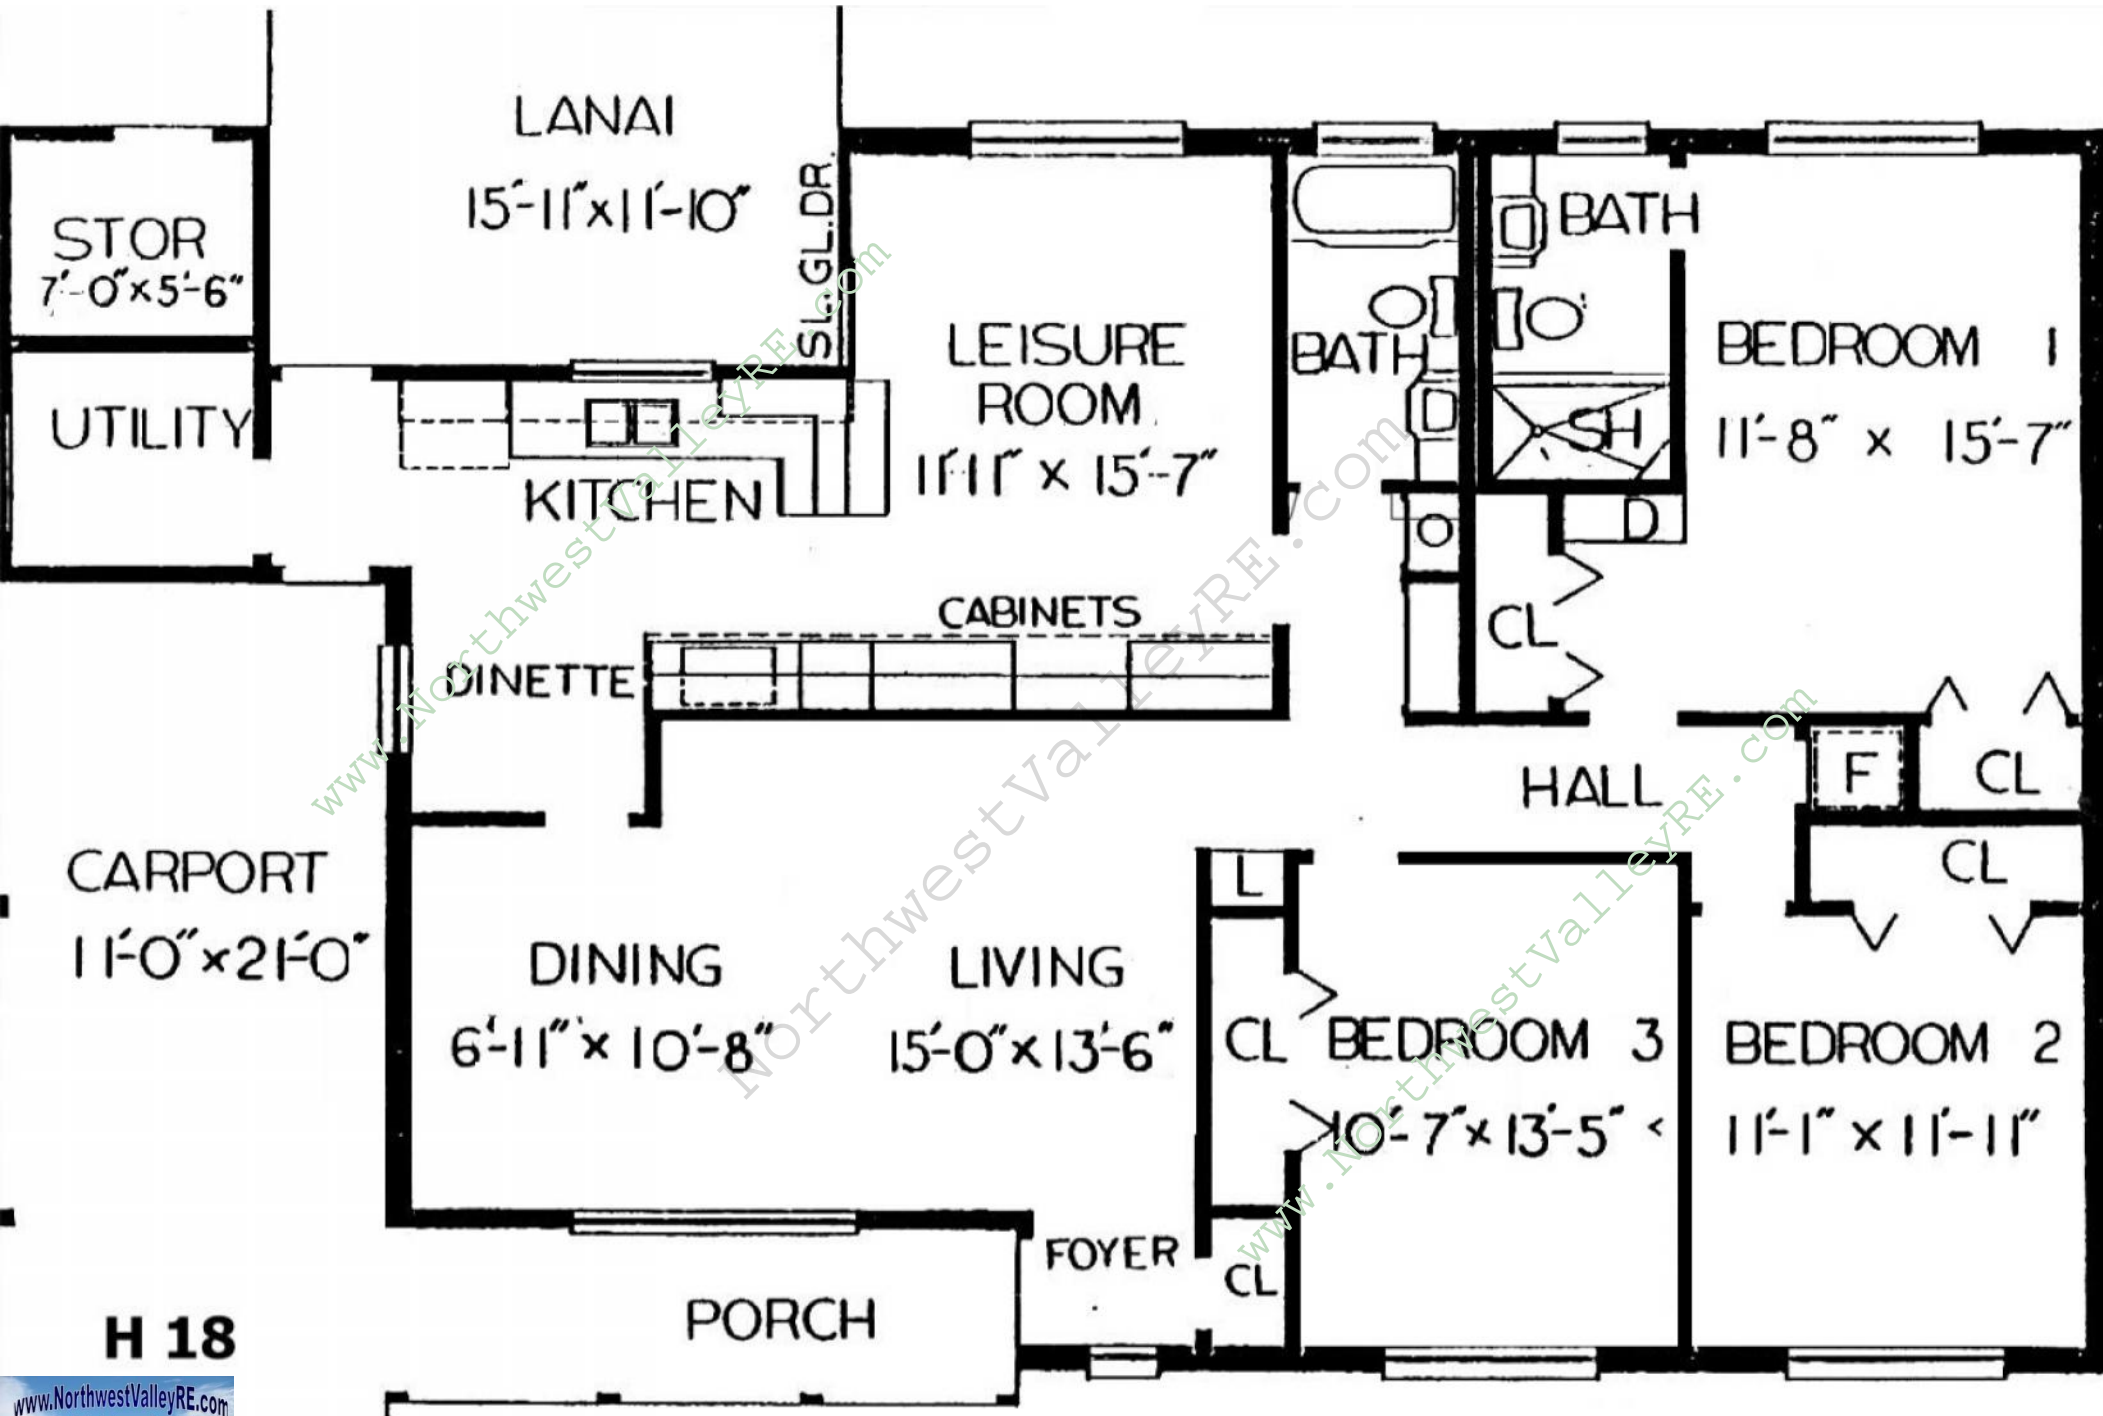 LANAI
15'-11"x11'-10"
SL. GL. DR.
STOR
7'-0"x5'-6"
UTILITY
KITCHEN
LEISURE
ROOM
11'11" x 15'-7"
BATH
BATH
SH
BEDROOM 1
11'-8" x 15'-7"
D
CL
CABINETS
DINETTE
HALL
F
CL
CL
CARPORT
11'-0"x21'-0"
DINING
6'-11"x 10'-8"
LIVING
15'-0"x13'-6"
L
CL
BEDROOM 3
10'-7"x13'-5"
BEDROOM 2
11'-1" x 11'-11"
FOYER
CL
PORCH
H 18
www.NorthwestValleyRE.com
www.NorthwestValleyRE.com
NorthwestValleyRE.com
www.NorthwestValleyRE.com